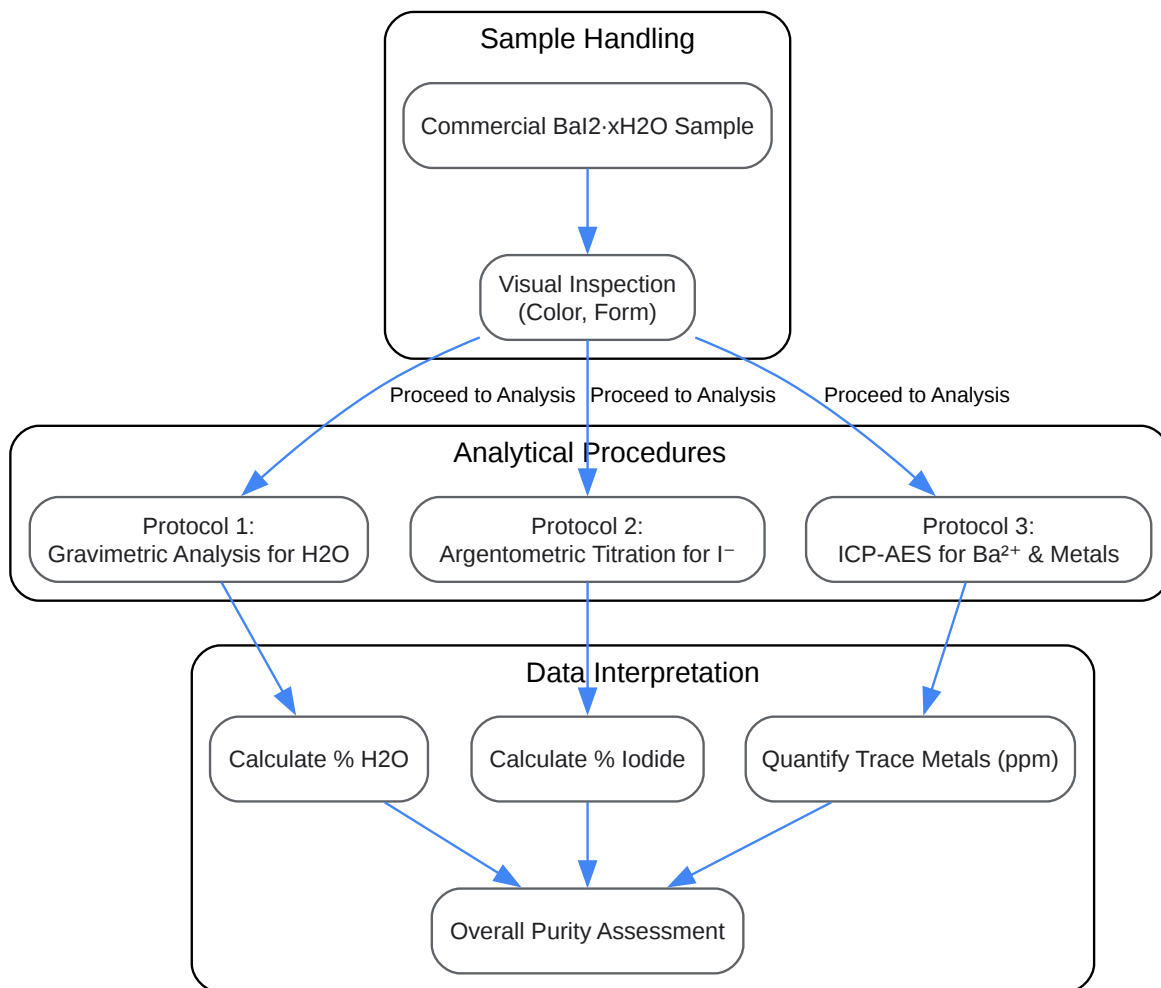 Sample Handling
Commercial BaI2·xH2O Sample
Visual Inspection
(Color, Form)
Proceed to Analysis
Proceed to Analysis
Proceed to Analysis
Analytical Procedures
Protocol 1:
Gravimetric Analysis for H2O
Protocol 2:
Argentometric Titration for I⁻
Protocol 3:
ICP-AES for Ba²⁺ & Metals
Data Interpretation
Calculate % H2O
Calculate % Iodide
Quantify Trace Metals (ppm)
Overall Purity Assessment